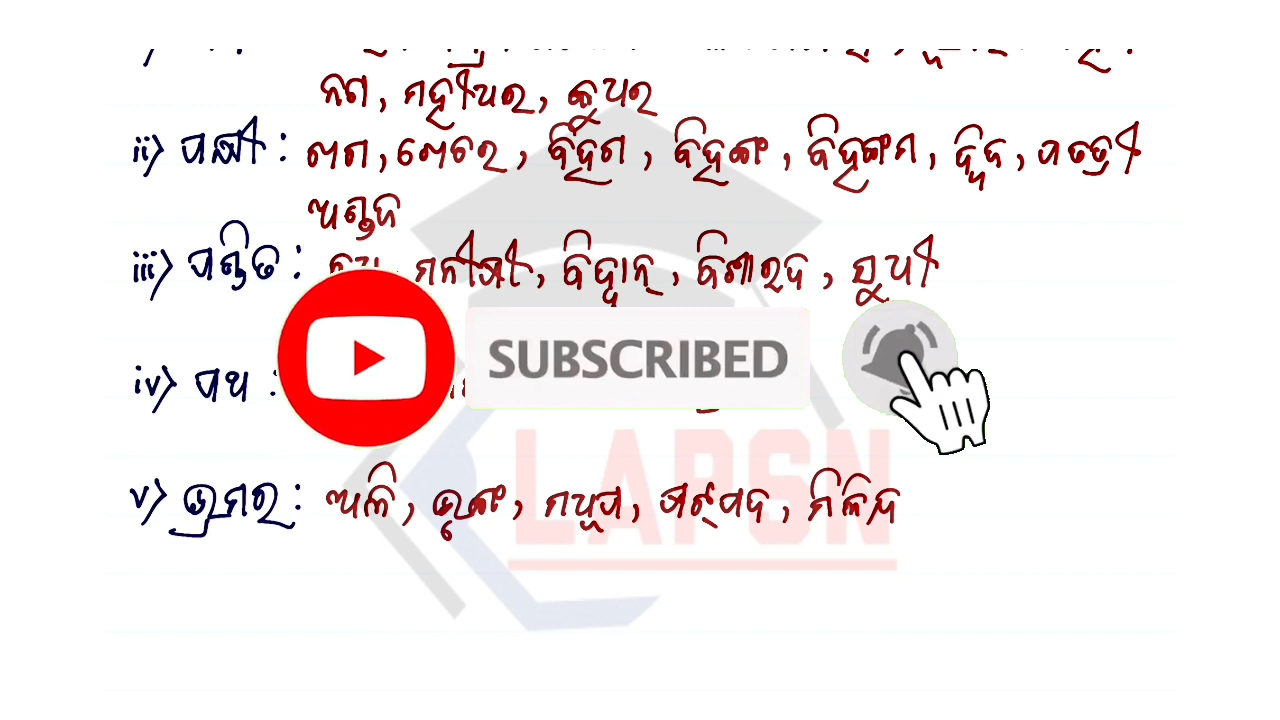 ନଗ, ମହୀଧର, କୁଧର
ii) ପକ୍ଷୀ : ଖଗ, ଖେଚର, ବିହଗ, ବିହଙ୍ଗ, ବିହଙ୍ଗମ, ଦ୍ୱିଜ, ପତତ୍ରୀ
ଅଣ୍ଡଜ
iii) ପଣ୍ଡିତ : ମନୀଷୀ, ବିଦ୍ୱାନ୍, ବିଶାରଦ, ସୁଧୀ
SUBSCRIBED
iv) ପଥ :
LAPSN
v) ଭ୍ରମର : ଅଳି, ଭୃଙ୍ଗ, ମଧୁପ, ଷଟ୍ପଦ, ମିଳିନ୍ଦ